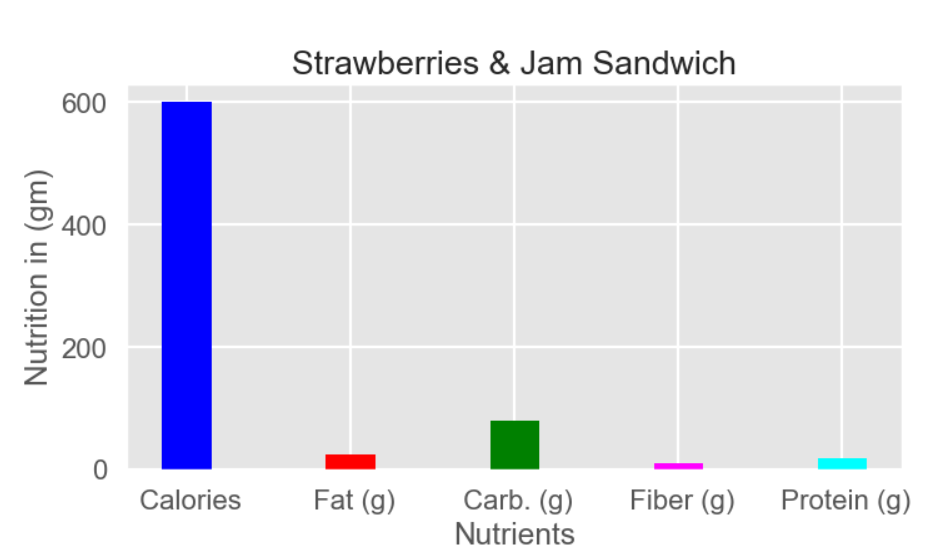 Strawberries & Jam Sandwich
Nutrition in (gm)
600
400
200
0
Calories Fat (g) Carb. (g) Fiber (g) Protein (g)
Nutrients